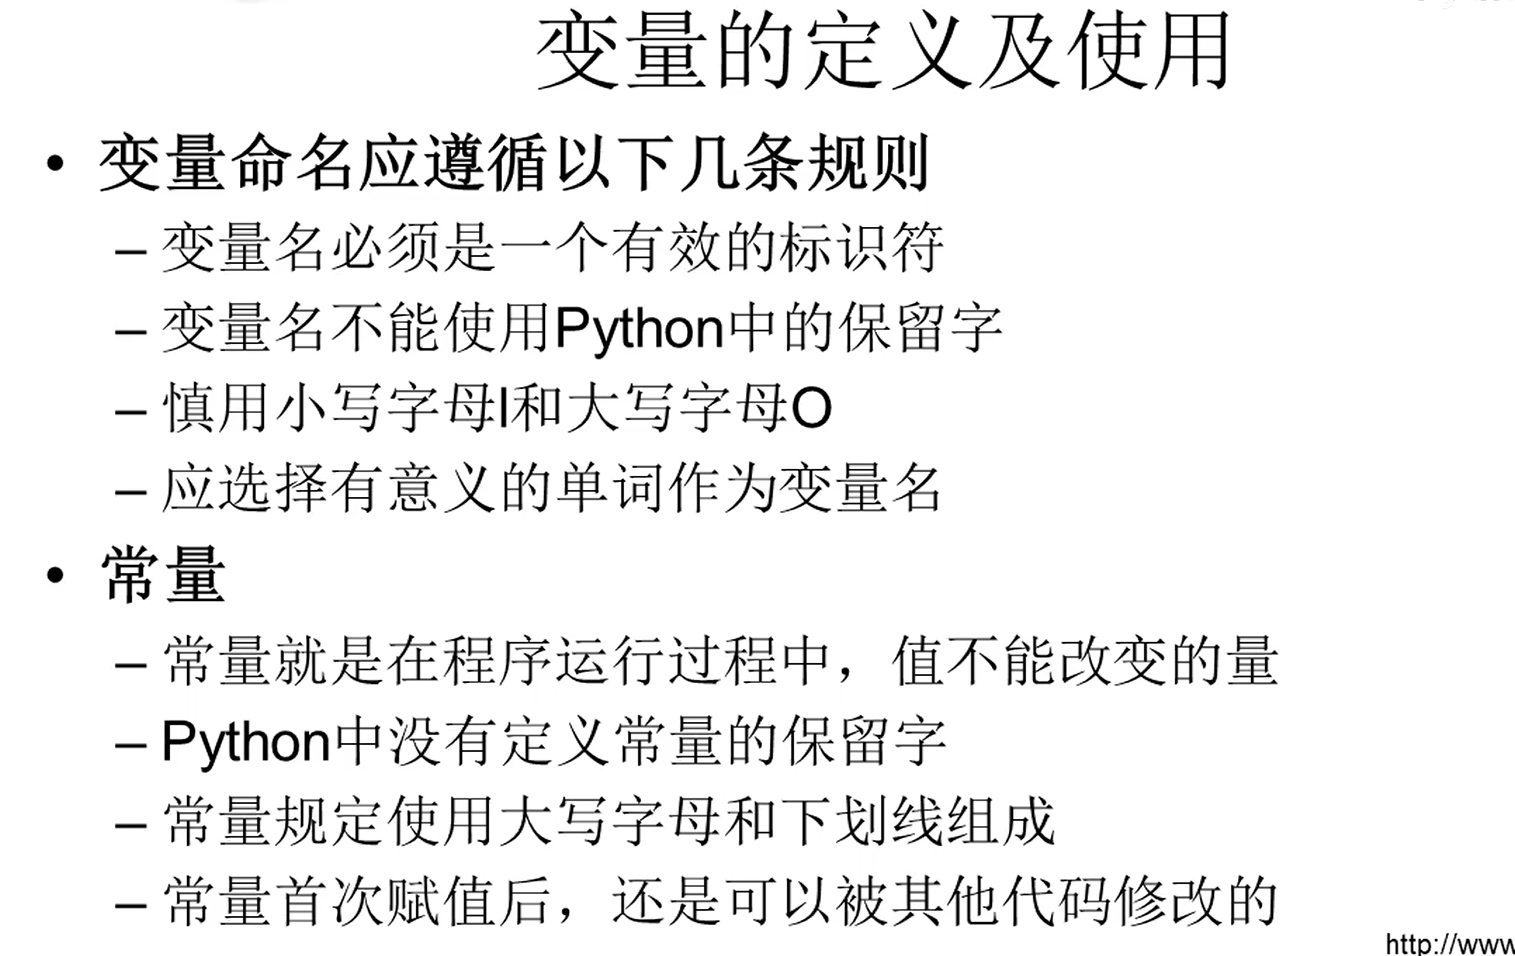 变量的定义及使用
• 变量命名应遵循以下几条规则
– 变量名必须是一个有效的标识符
– 变量名不能使用Python中的保留字
– 慎用小写字母l和大写字母O
– 应选择有意义的单词作为变量名
• 常量
– 常量就是在程序运行过程中，值不能改变的量
– Python中没有定义常量的保留字
– 常量规定使用大写字母和下划线组成
– 常量首次赋值后，还是可以被其他代码修改的
http://www